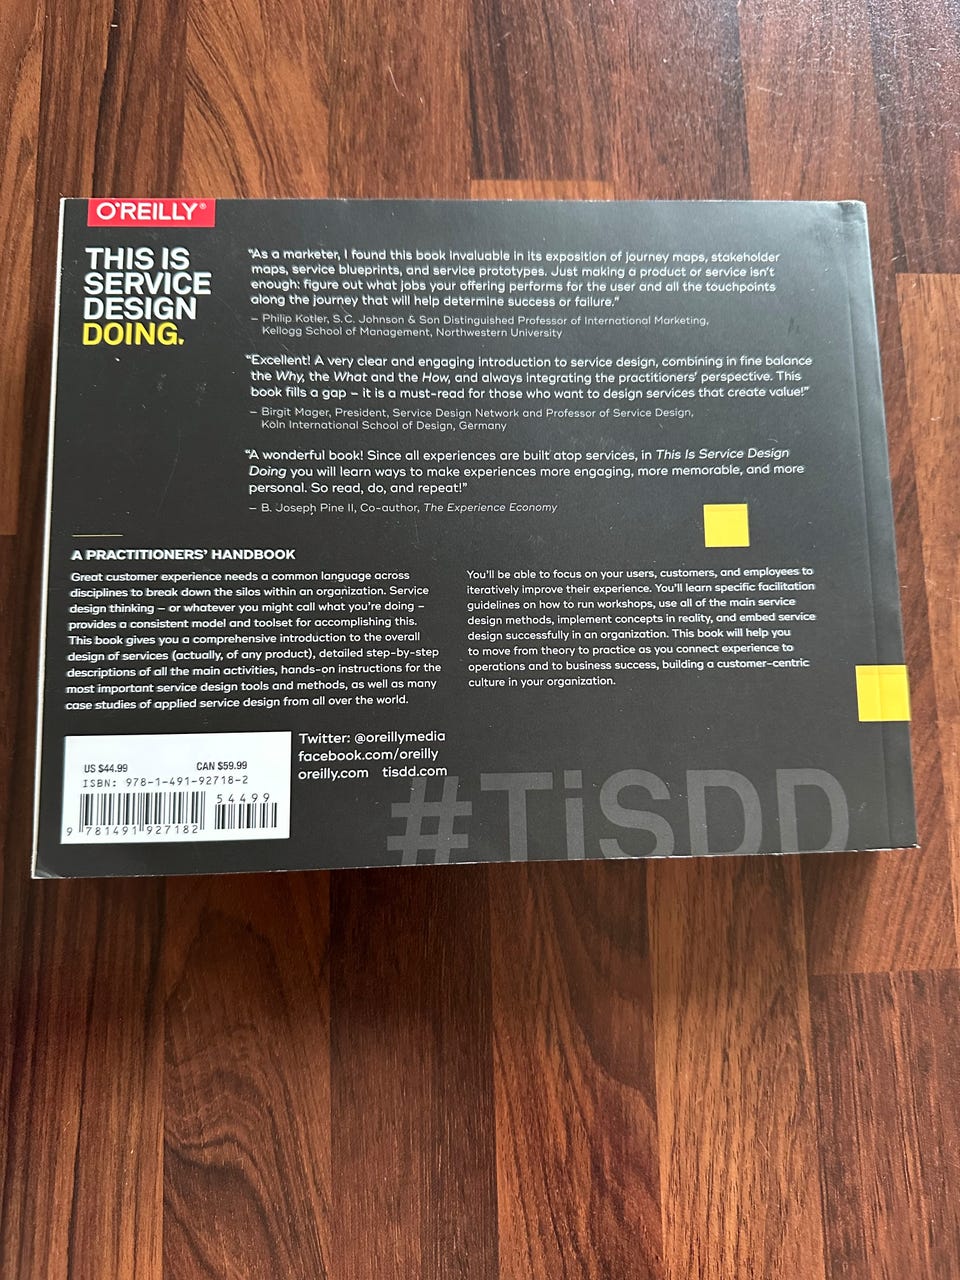 O'REILLY®
THIS IS
SERVICE
DESIGN
DOING.
“As a marketer, I found this book invaluable in its exposition of journey maps, stakeholder
maps, service blueprints, and service prototypes. Just making a product or service isn’t
enough: figure out what jobs your offering performs for the user and all the touchpoints
along the journey that will help determine success or failure.”
— Philip Kotler, S.C. Johnson & Son Distinguished Professor of International Marketing,
Kellogg School of Management, Northwestern University
“Excellent! A very clear and engaging introduction to service design, combining in fine balance
the Why, the What and the How, and always integrating the practitioners’ perspective. This
book fills a gap – it is a must-read for those who want to design services that create value!”
— Birgit Mager, President, Service Design Network and Professor of Service Design,
Köln International School of Design, Germany
“A wonderful book! Since all experiences are built atop services, in This Is Service Design
Doing you will learn ways to make experiences more engaging, more memorable, and more
personal. So read, do, and repeat!”
— B. Joseph Pine II, Co-author, The Experience Economy
A PRACTITIONERS’ HANDBOOK
Great customer experience needs a common language across
disciplines to break down the silos within an organization. Service
design thinking – or whatever you might call what you’re doing –
provides a consistent model and toolset for accomplishing this.
This book gives you a comprehensive introduction to the overall
design of services (actually, of any product), detailed step-by-step
descriptions of all the main activities, hands-on instructions for the
most important service design tools and methods, as well as many
case studies of applied service design from all over the world.
You’ll be able to focus on your users, customers, and employees to
iteratively improve their experience. You’ll learn specific facilitation
guidelines on how to run workshops, use all of the main service
design methods, implement concepts in reality, and embed service
design successfully in an organization. This book will help you
to move from theory to practice as you connect experience to
operations and to business success, building a customer-centric
culture in your organization.
US $44.99 CAN $59.99
ISBN: 978-1-491-92718-2
54499
9 781491 927182
Twitter: @oreillymedia
facebook.com/oreilly
oreilly.com tisdd.com
#TiSDD